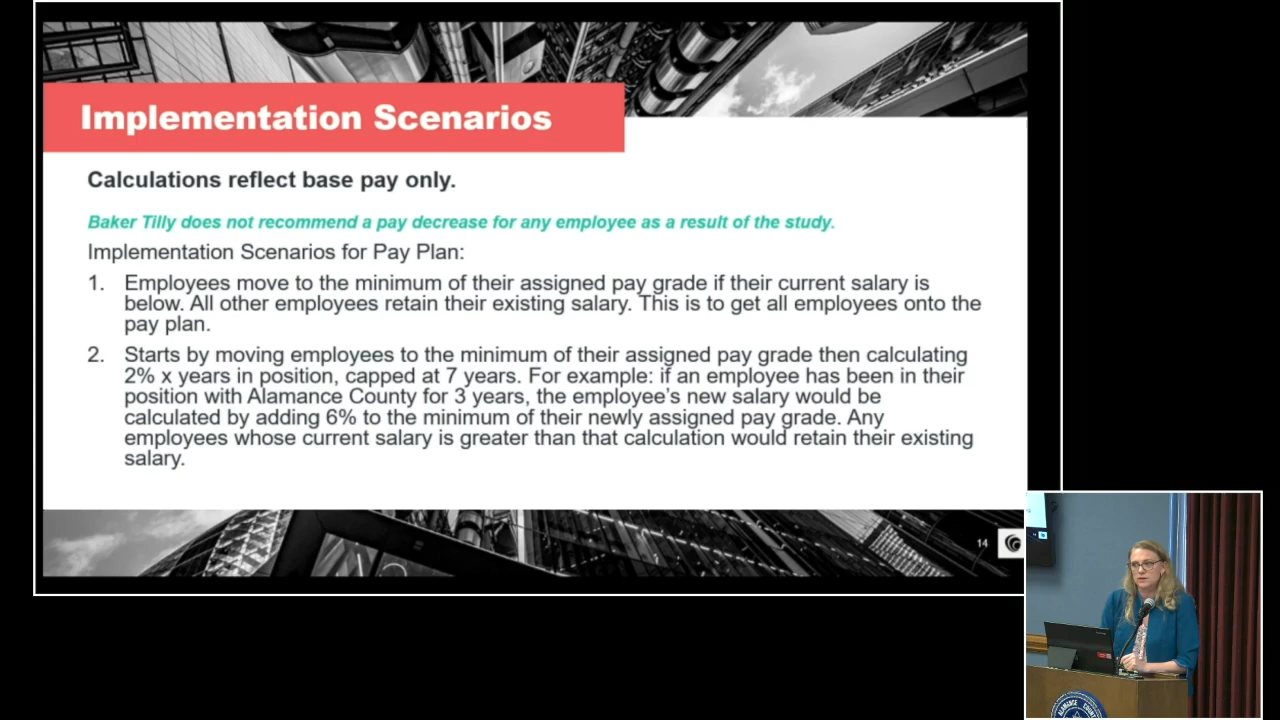 Implementation Scenarios
Calculations reflect base pay only.
Baker Tilly does not recommend a pay decrease for any employee as a result of the study.
Implementation Scenarios for Pay Plan:
1. Employees move to the minimum of their assigned pay grade if their current salary is
below. All other employees retain their existing salary. This is to get all employees onto the
pay plan.
2. Starts by moving employees to the minimum of their assigned pay grade then calculating
2% x years in position, capped at 7 years. For example: if an employee has been in their
position with Alamance County for 3 years, the employee's new salary would be
calculated by adding 6% to the minimum of their newly assigned pay grade. Any
employees whose current salary is greater than that calculation would retain their existing
salary.
14
ALAMANCE COUNTY